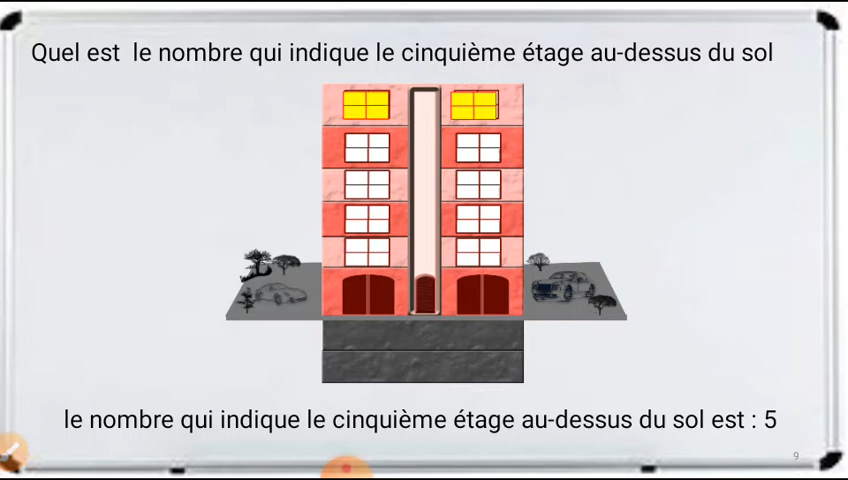 Quel est le nombre qui indique le cinquième étage au-dessus du sol
le nombre qui indique le cinquième étage au-dessus du sol est : 5
9